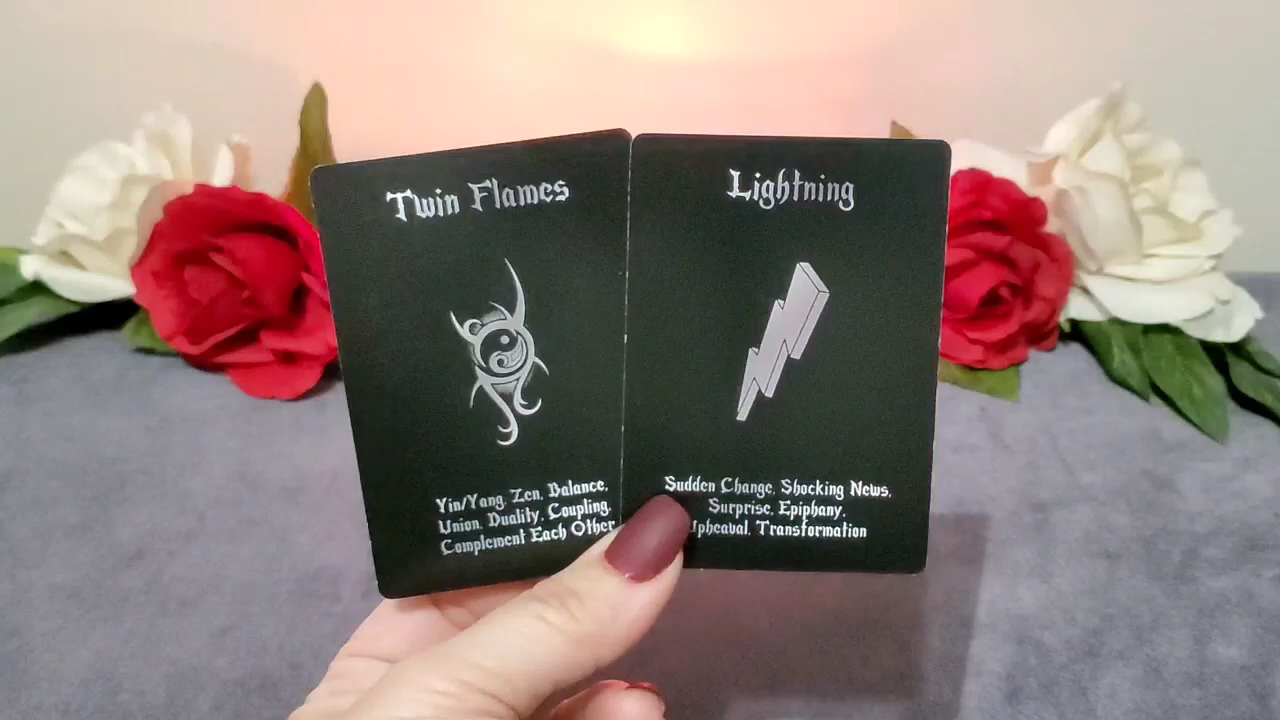 Twin Flames
Yin/Yang, Zen, Balance,
Union, Duality, Coupling,
Complement Each Other
Lightning
Sudden Change, Shocking News,
Surprise, Epiphany,
Upheaval, Transformation